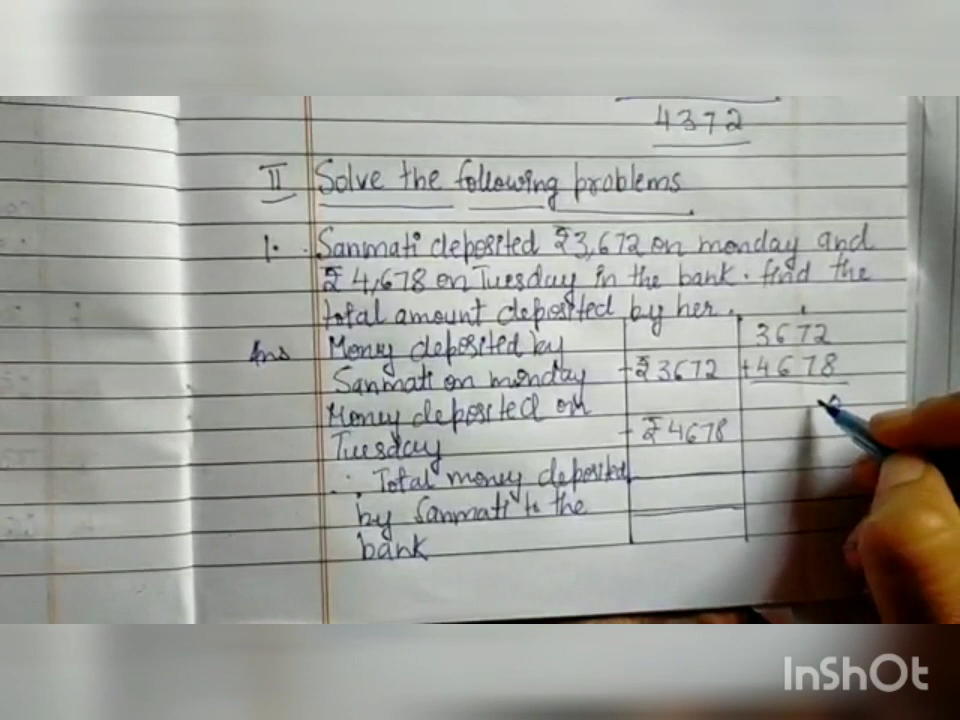 4372
II Solve the following problems
1. Sanmati deposited ₹3,672 on monday and
₹4,678 on Tuesday in the bank. find the
total amount deposited by her.
Ans Money deposited by
Sanmati on monday - ₹3672
Money deposited on
Tuesday - ₹4678
∴ Total money deposited
by Sanmati to the
bank
1
3672
+4678
0
InShOt